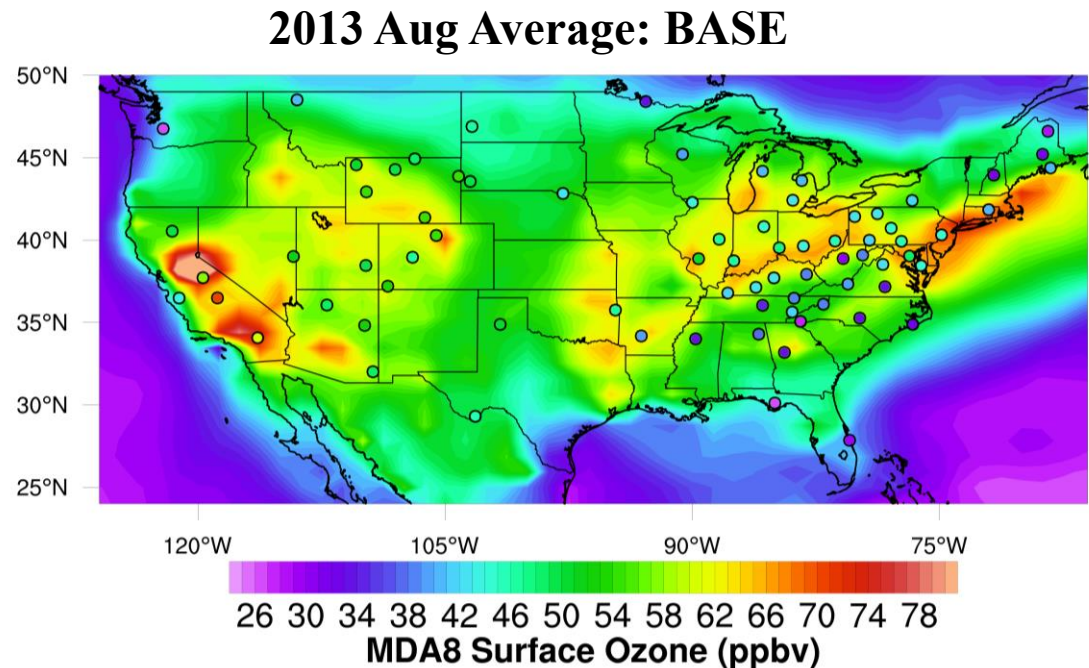 2013 Aug Average: BASE
50°N
45°N
40°N
35°N
30°N
25°N
120°W 105°W 90°W 75°W
26 30 34 38 42 46 50 54 58 62 66 70 74 78
MDA8 Surface Ozone (ppbv)